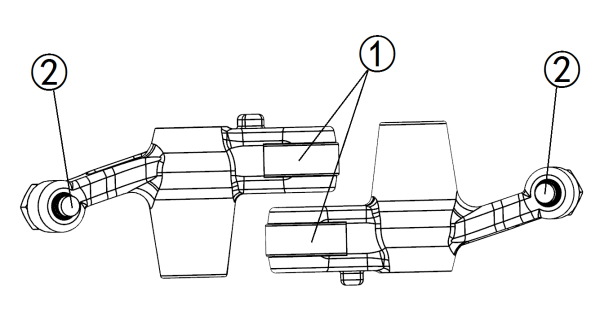 ② ① ②